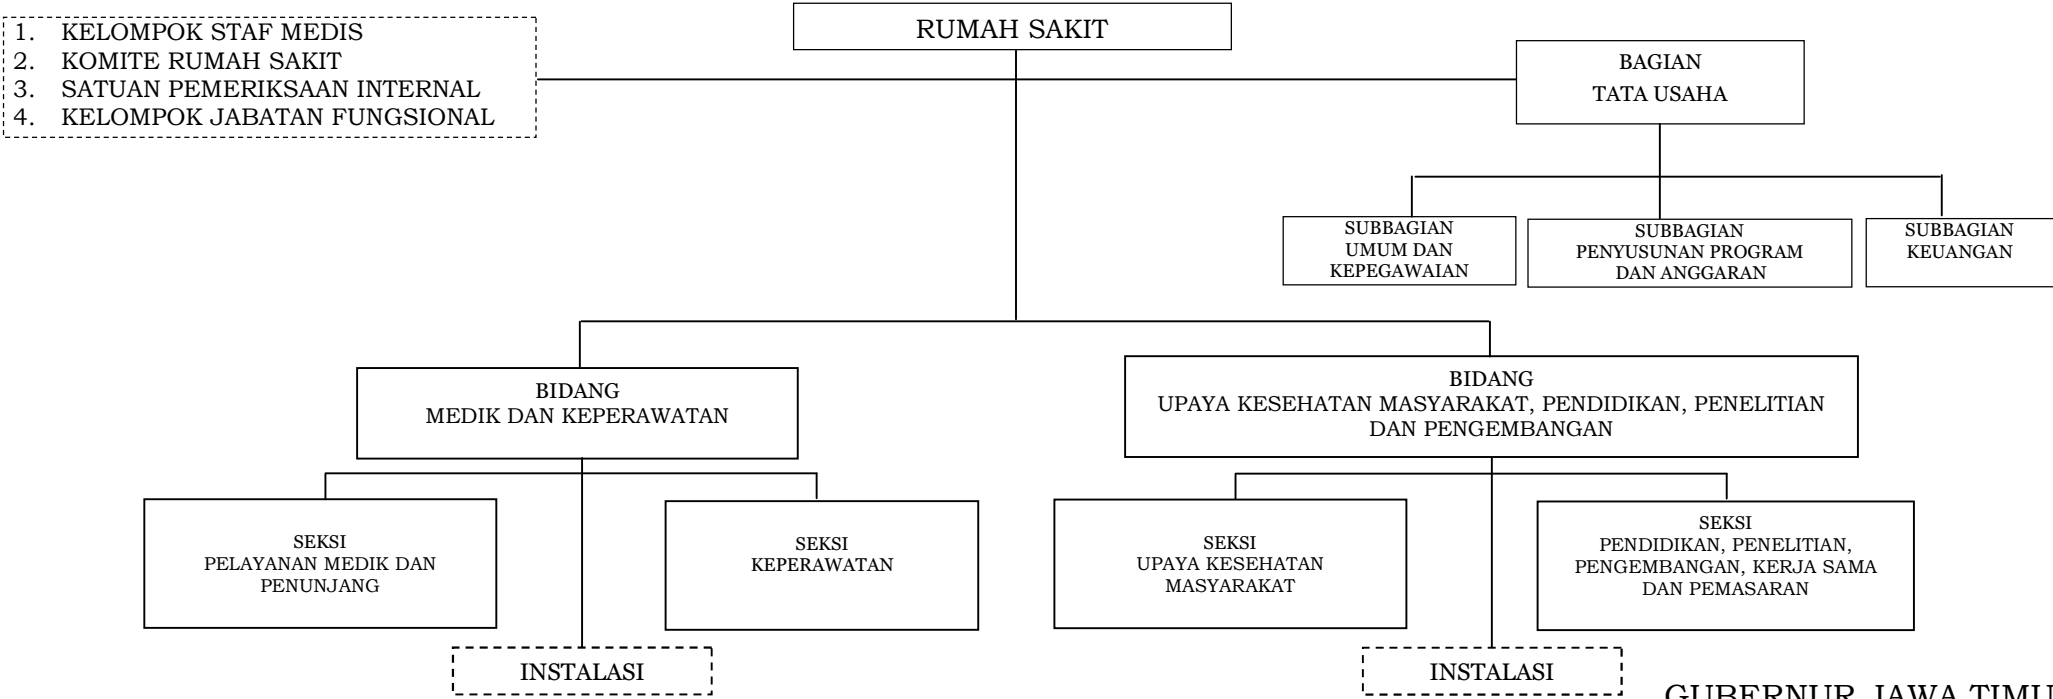 RUMAH SAKIT
1. KELOMPOK STAF MEDIS
2. KOMITE RUMAH SAKIT
3. SATUAN PEMERIKSAAN INTERNAL
4. KELOMPOK JABATAN FUNGSIONAL
BAGIAN
TATA USAHA
SUBBAGIAN
UMUM DAN
KEPEGAWAIAN
SUBBAGIAN
PENYUSUNAN PROGRAM
DAN ANGGARAN
SUBBAGIAN
KEUANGAN
BIDANG
MEDIK DAN KEPERAWATAN
BIDANG
UPAYA KESEHATAN MASYARAKAT, PENDIDIKAN, PENELITIAN
DAN PENGEMBANGAN
SEKSI
PELAYANAN MEDIK DAN
PENUNJANG
SEKSI
KEPERAWATAN
SEKSI
UPAYA KESEHATAN
MASYARAKAT
SEKSI
PENDIDIKAN, PENELITIAN,
PENGEMBANGAN, KERJA SAMA
DAN PEMASARAN
INSTALASI
INSTALASI
GUBERNUR JAWA